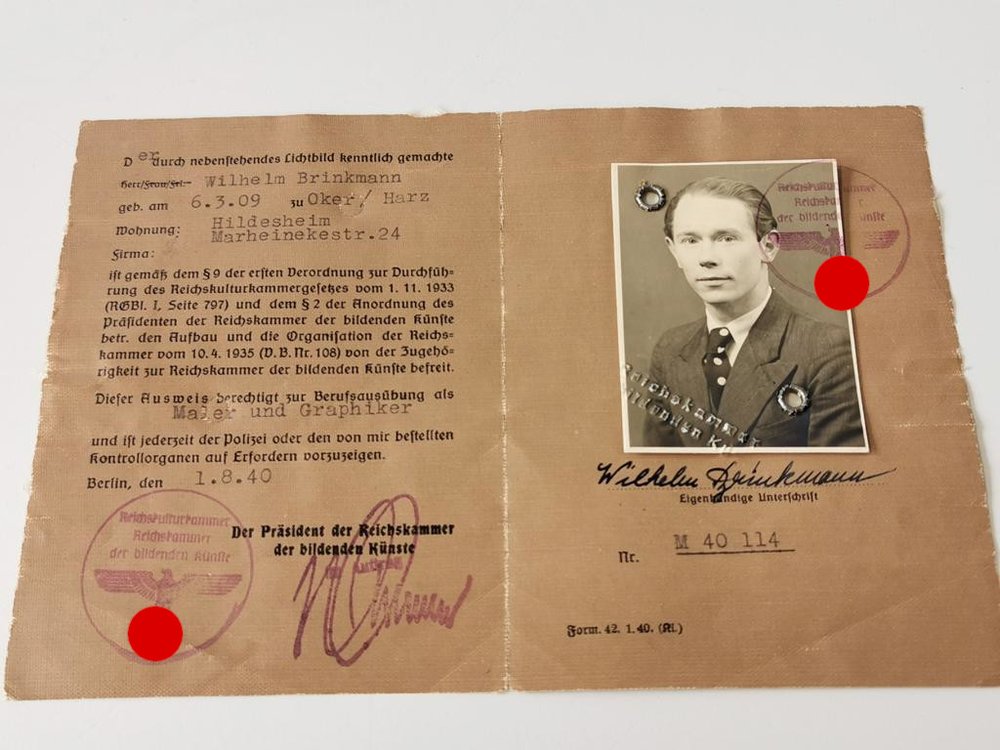 Der durch nebenstehendes Lichtbild kenntlich gemachte
Herr/Frau/Frl. Wilhelm Brinkmann
geb. am 6.3.09 zu Oker/ Harz
Wohnung: Hildesheim
Marheinekestr.24
Firma:
ist gemäß dem § 9 der ersten Verordnung zur Durchfüh-
rung des Reichskulturkammergesetzes vom 1. 11. 1933
(RGBl. I, Seite 797) und dem § 2 der Anordnung des
Präsidenten der Reichskammer der bildenden Künste
betr. den Aufbau und die Organisation der Reichs-
kammer vom 10. 4. 1935 (V. B. Nr. 108) von der Zugehö-
rigkeit zur Reichskammer der bildenden Künste befreit.
Dieser Ausweis berechtigt zur Berufsausübung als
Maler und Graphiker
und ist jederzeit der Polizei oder den von mir bestellten
Kontrollorganen auf Erfordern vorzuzeigen.
Berlin, den 1.8.40
Der Präsident der Reichskammer
der bildenden Künste
Im Auftrag
Reichskulturkammer
Reichskammer
der bildenden Künste
Reichskulturkammer
Reichskammer
der bildenden Künste
Reichskammer
bildenden Kü
Wilhelm Brinkmann
Eigenhändige Unterschrift
Nr. M 40 114
Form. 42. 1. 40. (Kl.)